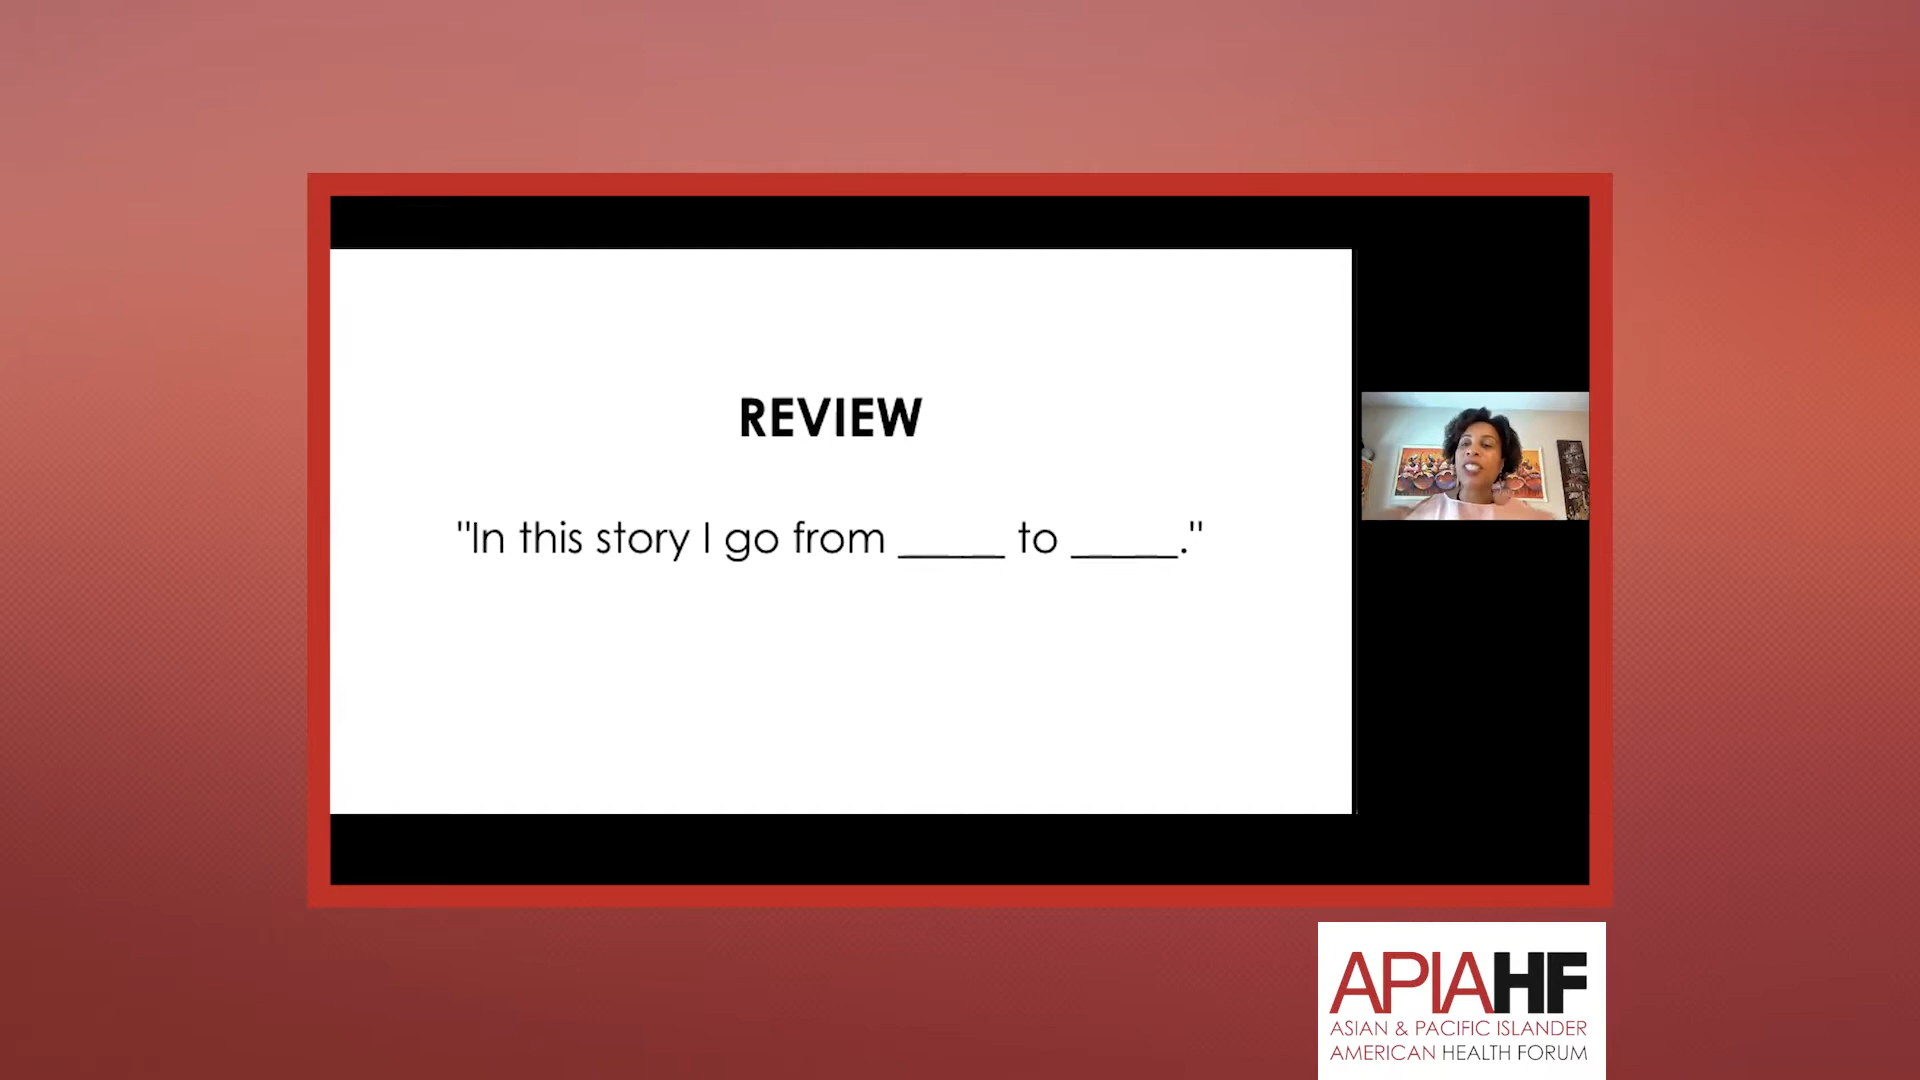 REVIEW
"In this story I go from _____ to _____."
APIAHF
ASIAN & PACIFIC ISLANDER
AMERICAN HEALTH FORUM